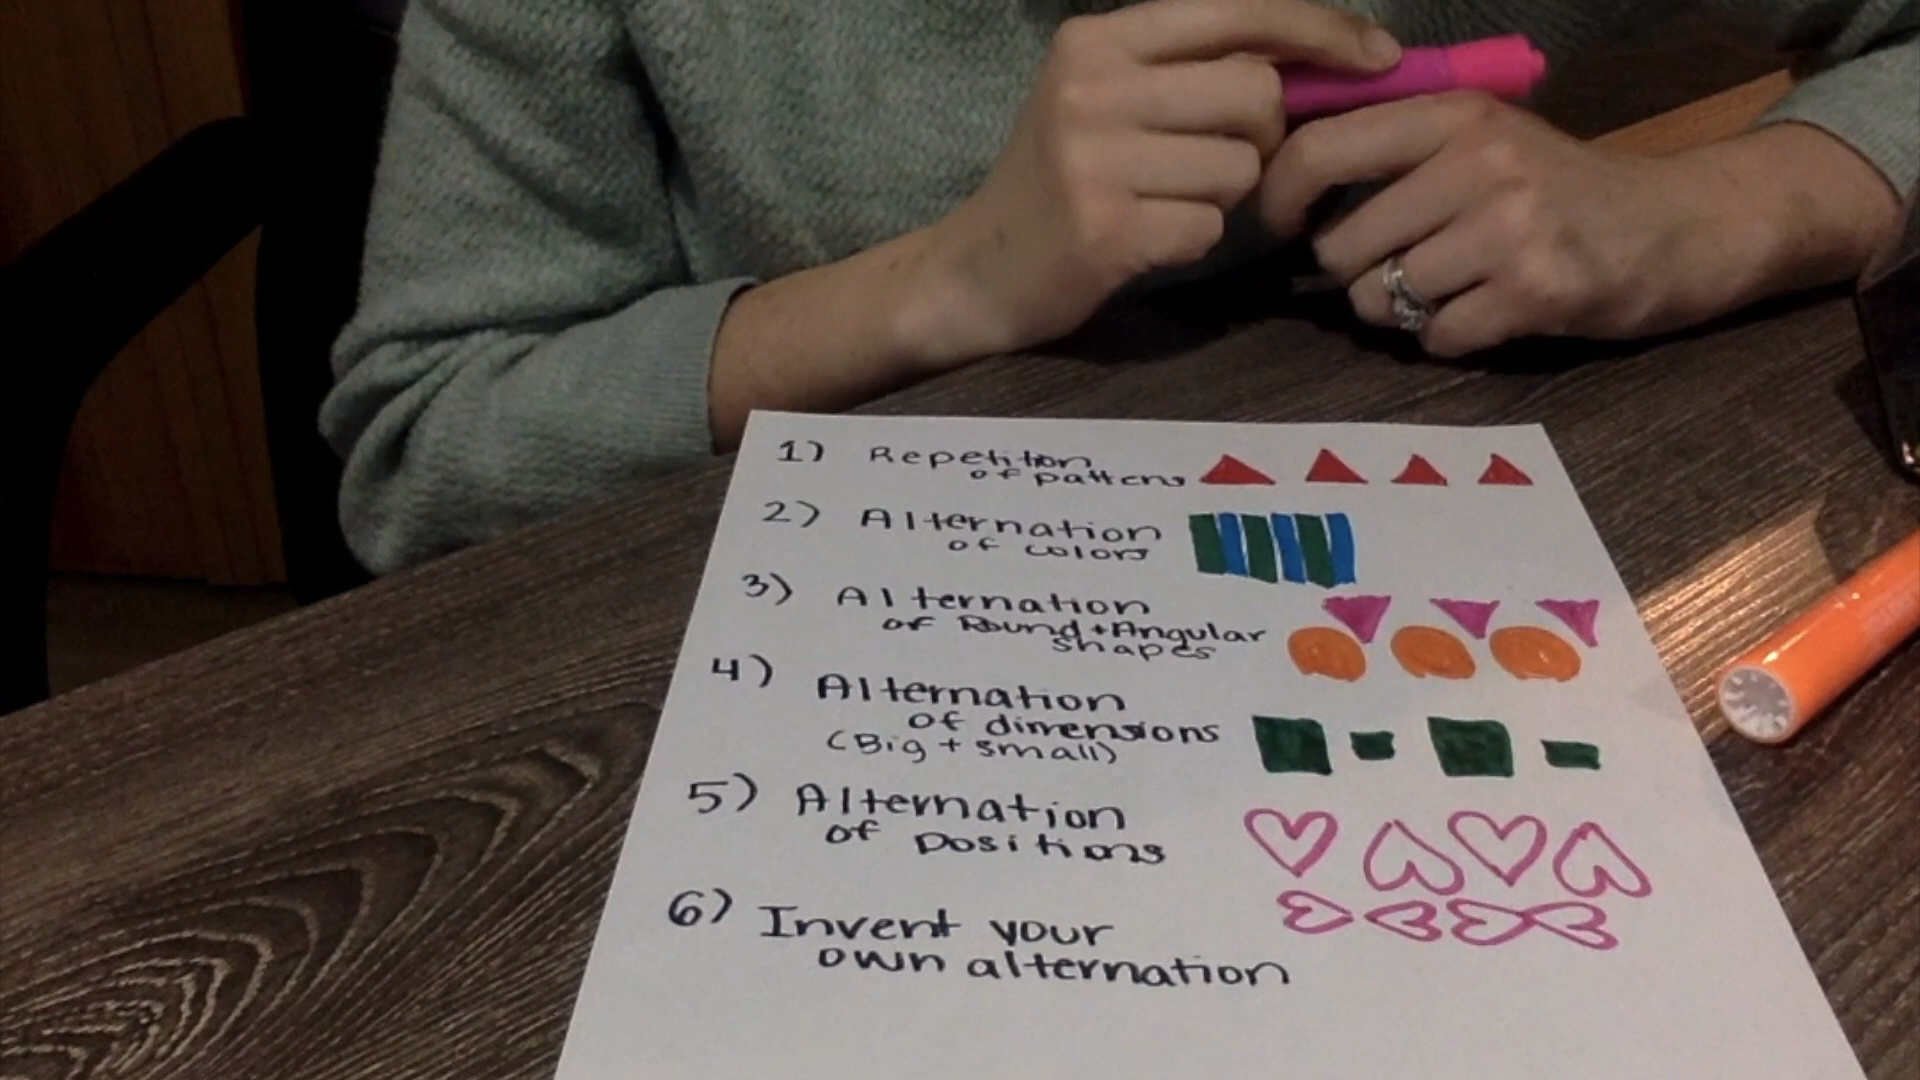 1) Repetition
of pattens
2) Alternation
of colors
3) Alternation
of Round + Angular
shapes
4) Alternation
of dimensions
(Big + small)
5) Alternation
of Positions
6) Invent your
own alternation